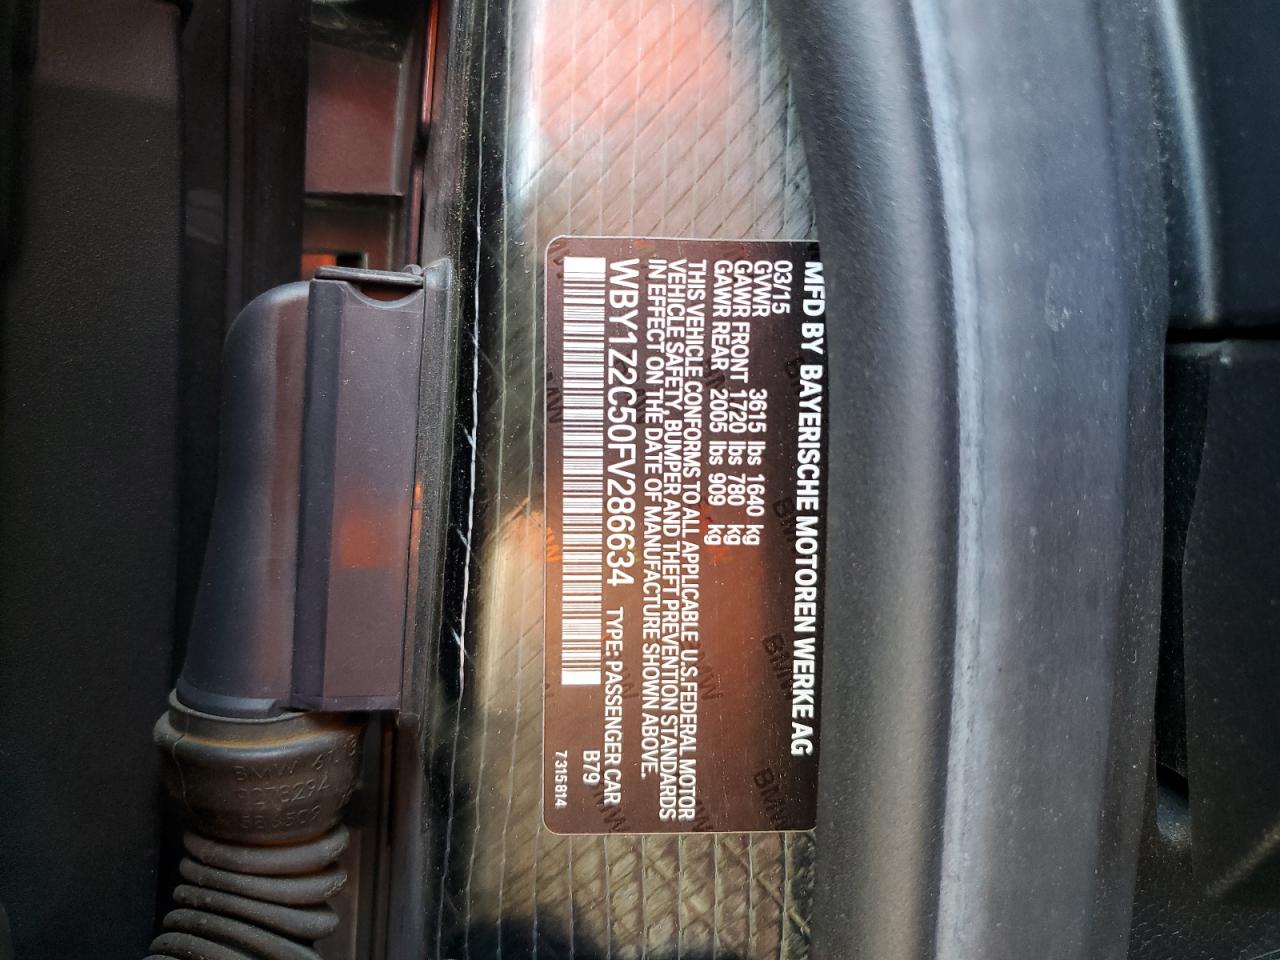 MFD BY BAYERISCHE MOTOREN WERKE AG
03/15
GVWR 3615 lbs 1640 kg
GAWR FRONT 1720 lbs 780 kg
GAWR REAR 2005 lbs 909 kg
THIS VEHICLE CONFORMS TO ALL APPLICABLE U.S.FEDERAL MOTOR
VEHICLE SAFETY, BUMPER AND THEFT PREVENTION STANDARDS
IN EFFECT ON THE DATE OF MANUFACTURE SHOWN ABOVE.
WBY1Z2C50FV286634 TYPE: PASSENGER CAR
B79
7315814
BMW